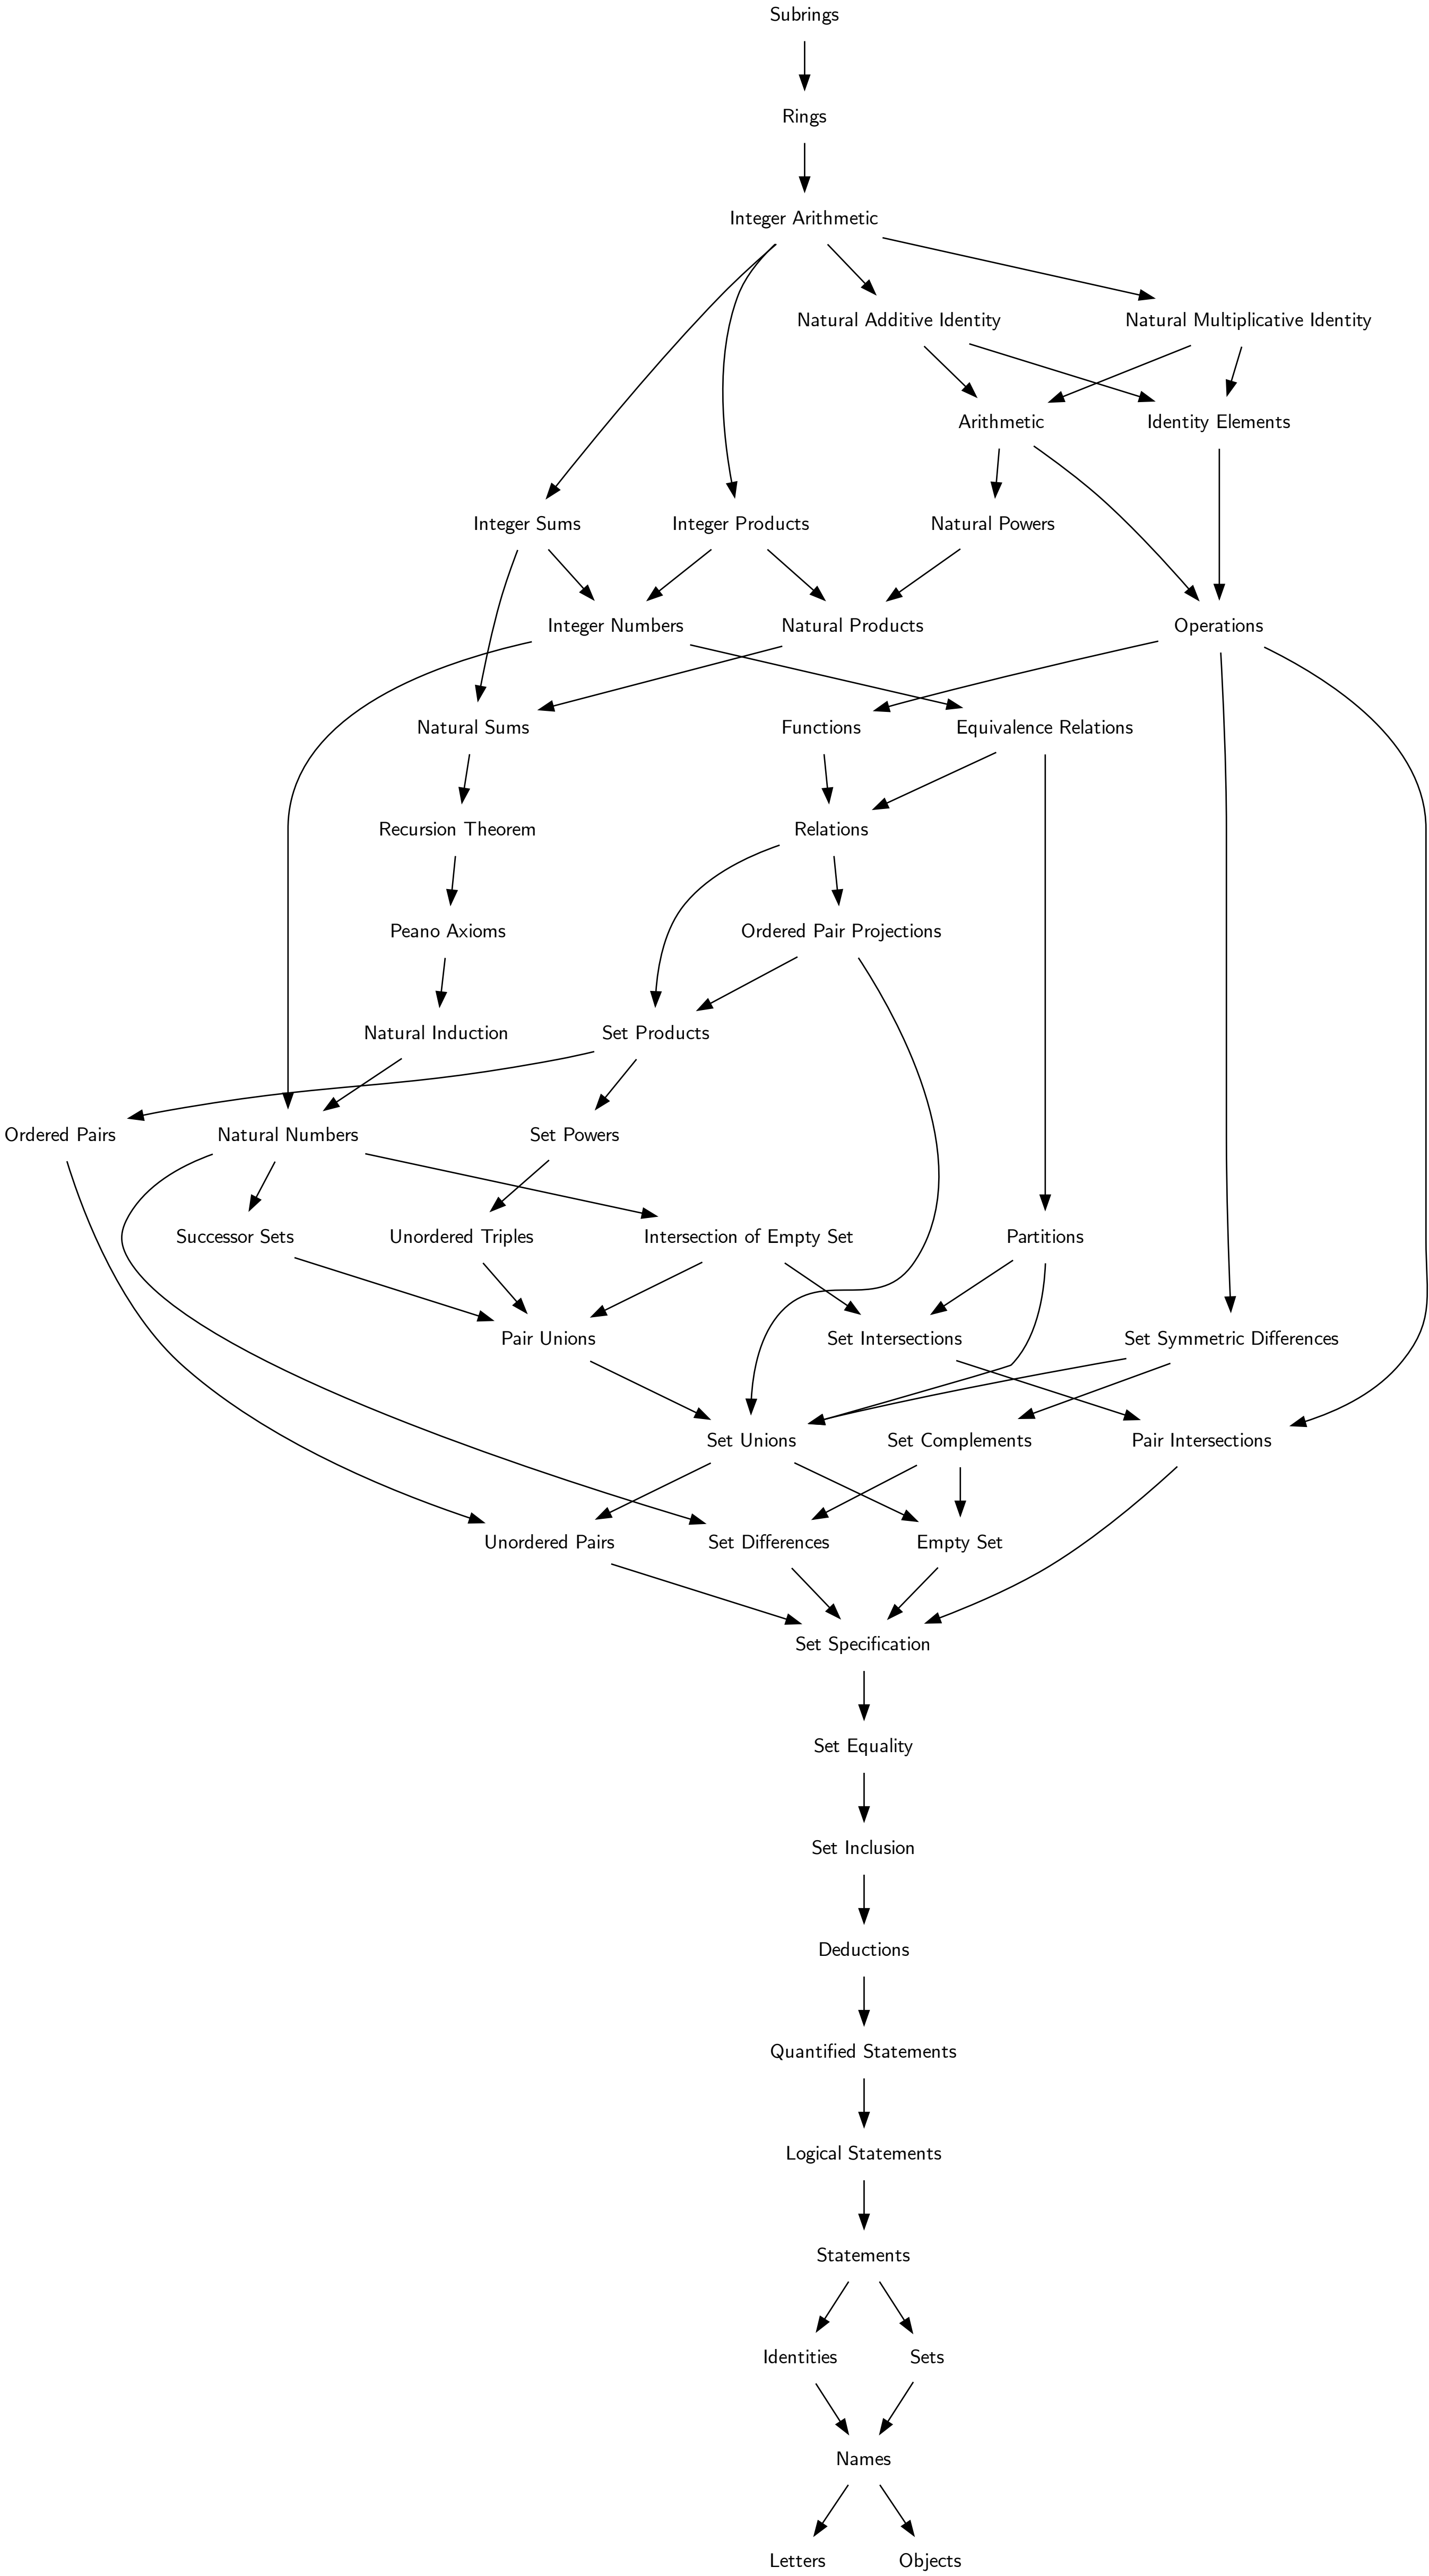 Subrings
Rings
Integer Arithmetic
Natural Additive Identity
Natural Multiplicative Identity
Arithmetic
Identity Elements
Integer Sums
Integer Products
Natural Powers
Integer Numbers
Natural Products
Operations
Natural Sums
Functions
Equivalence Relations
Recursion Theorem
Relations
Peano Axioms
Ordered Pair Projections
Natural Induction
Set Products
Ordered Pairs
Natural Numbers
Set Powers
Successor Sets
Unordered Triples
Intersection of Empty Set
Partitions
Pair Unions
Set Intersections
Set Symmetric Differences
Set Unions
Set Complements
Pair Intersections
Unordered Pairs
Set Differences
Empty Set
Set Specification
Set Equality
Set Inclusion
Deductions
Quantified Statements
Logical Statements
Statements
Identities
Sets
Names
Letters
Objects